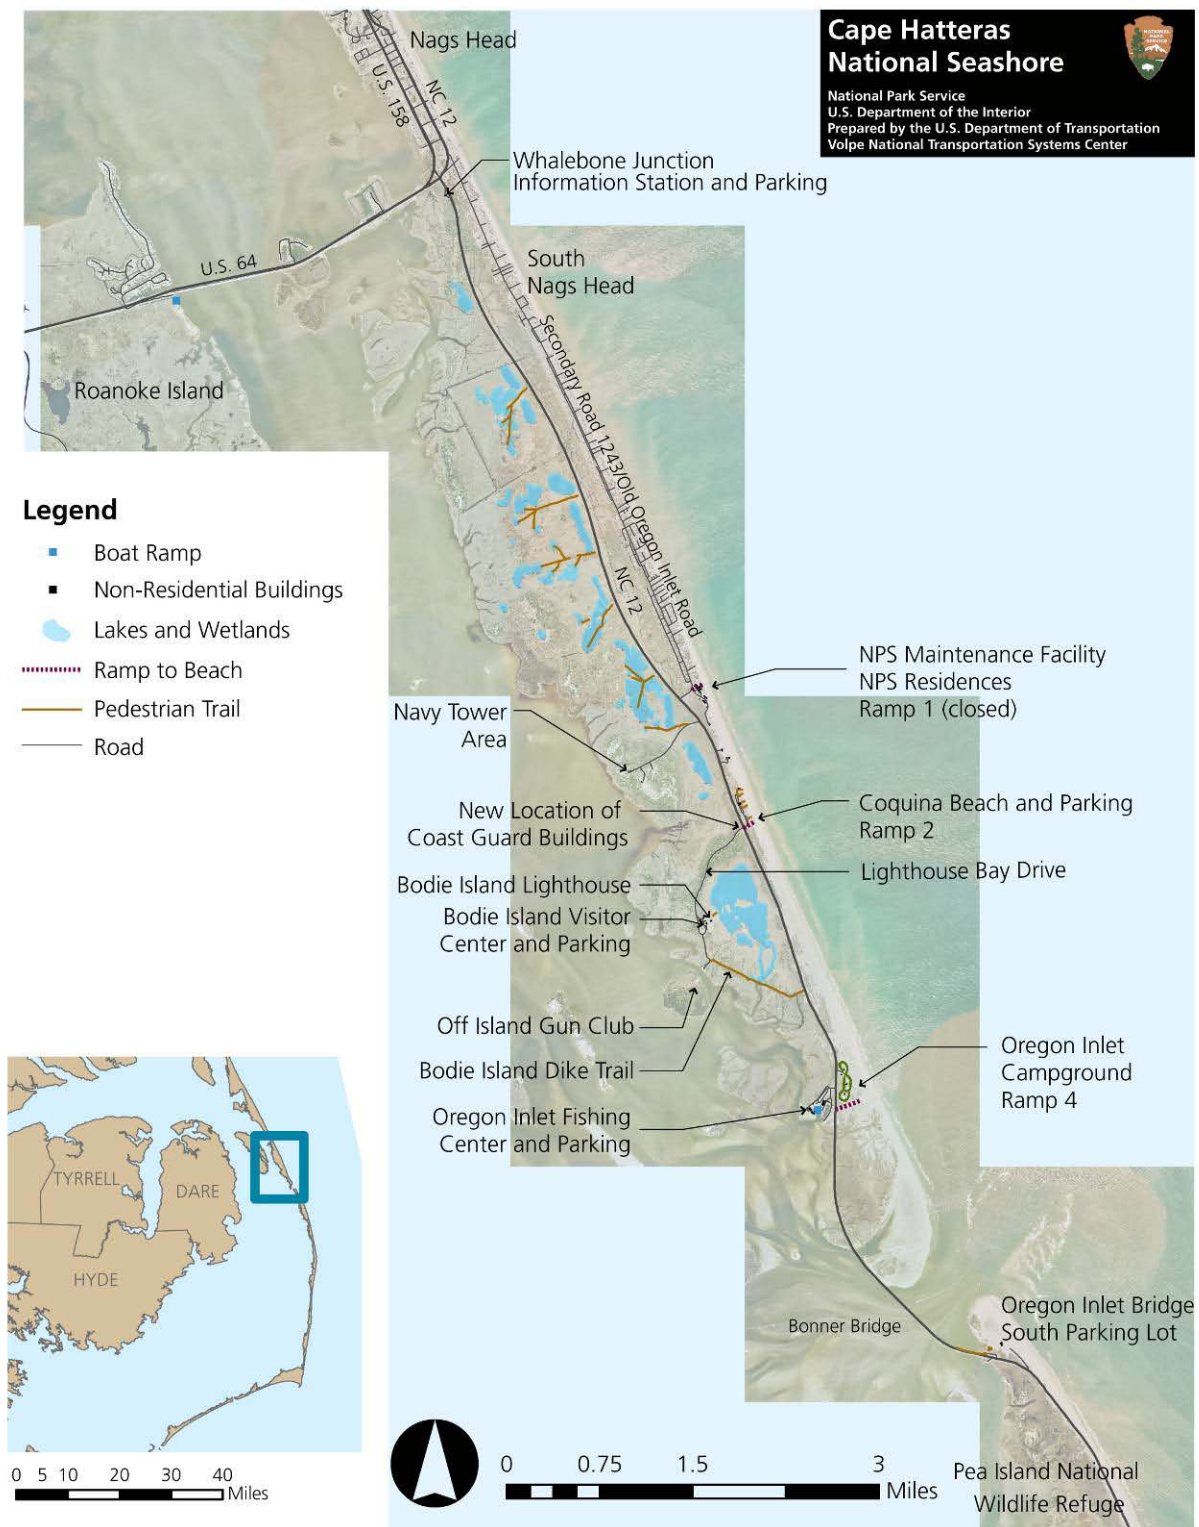 Cape Hatteras
National Seashore
National Park Service
U.S. Department of the Interior
Prepared by the U.S. Department of Transportation
Volpe National Transportation Systems Center
NATIONAL
PARK
SERVICE
Nags Head
U.S. 158
NC 12
Whalebone Junction
Information Station and Parking
U.S. 64
South
Nags Head
Secondary Road 1243/Old Oregon Inlet Road
Roanoke Island
NC 12
Legend
Boat Ramp
Non-Residential Buildings
Lakes and Wetlands
Ramp to Beach
Pedestrian Trail
Road
NPS Maintenance Facility
NPS Residences
Ramp 1 (closed)
Navy Tower
Area
New Location of
Coast Guard Buildings
Coquina Beach and Parking
Ramp 2
Lighthouse Bay Drive
Bodie Island Lighthouse
Bodie Island Visitor
Center and Parking
Off Island Gun Club
Bodie Island Dike Trail
Oregon Inlet Fishing
Center and Parking
Oregon Inlet
Campground
Ramp 4
Bonner Bridge
Oregon Inlet Bridge
South Parking Lot
Pea Island National
Wildlife Refuge
TYRRELL
DARE
HYDE
0 5 10 20 30 40
Miles
0 0.75 1.5 3
Miles